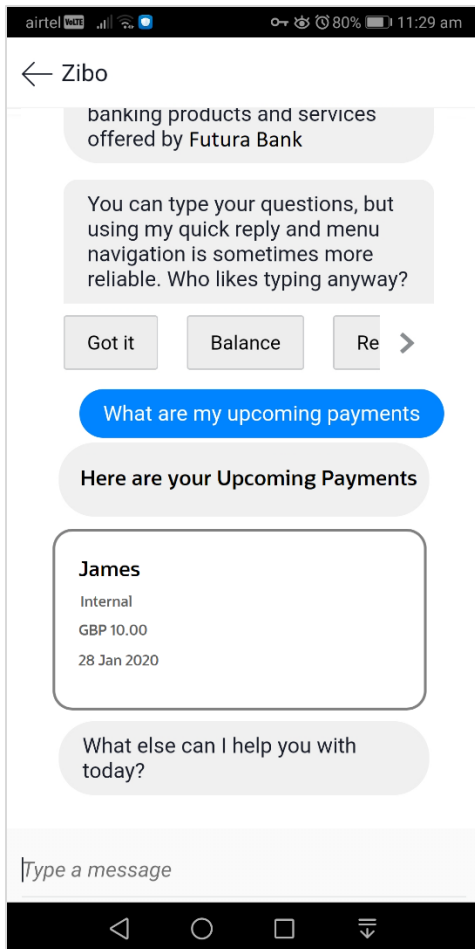 airtel VoLTE 80% 11:29 am
Zibo
banking products and services
offered by Futura Bank
You can type your questions, but
using my quick reply and menu
navigation is sometimes more
reliable. Who likes typing anyway?
Got it Balance Re
What are my upcoming payments
Here are your Upcoming Payments
James
Internal
GBP 10.00
28 Jan 2020
What else can I help you with
today?
Type a message